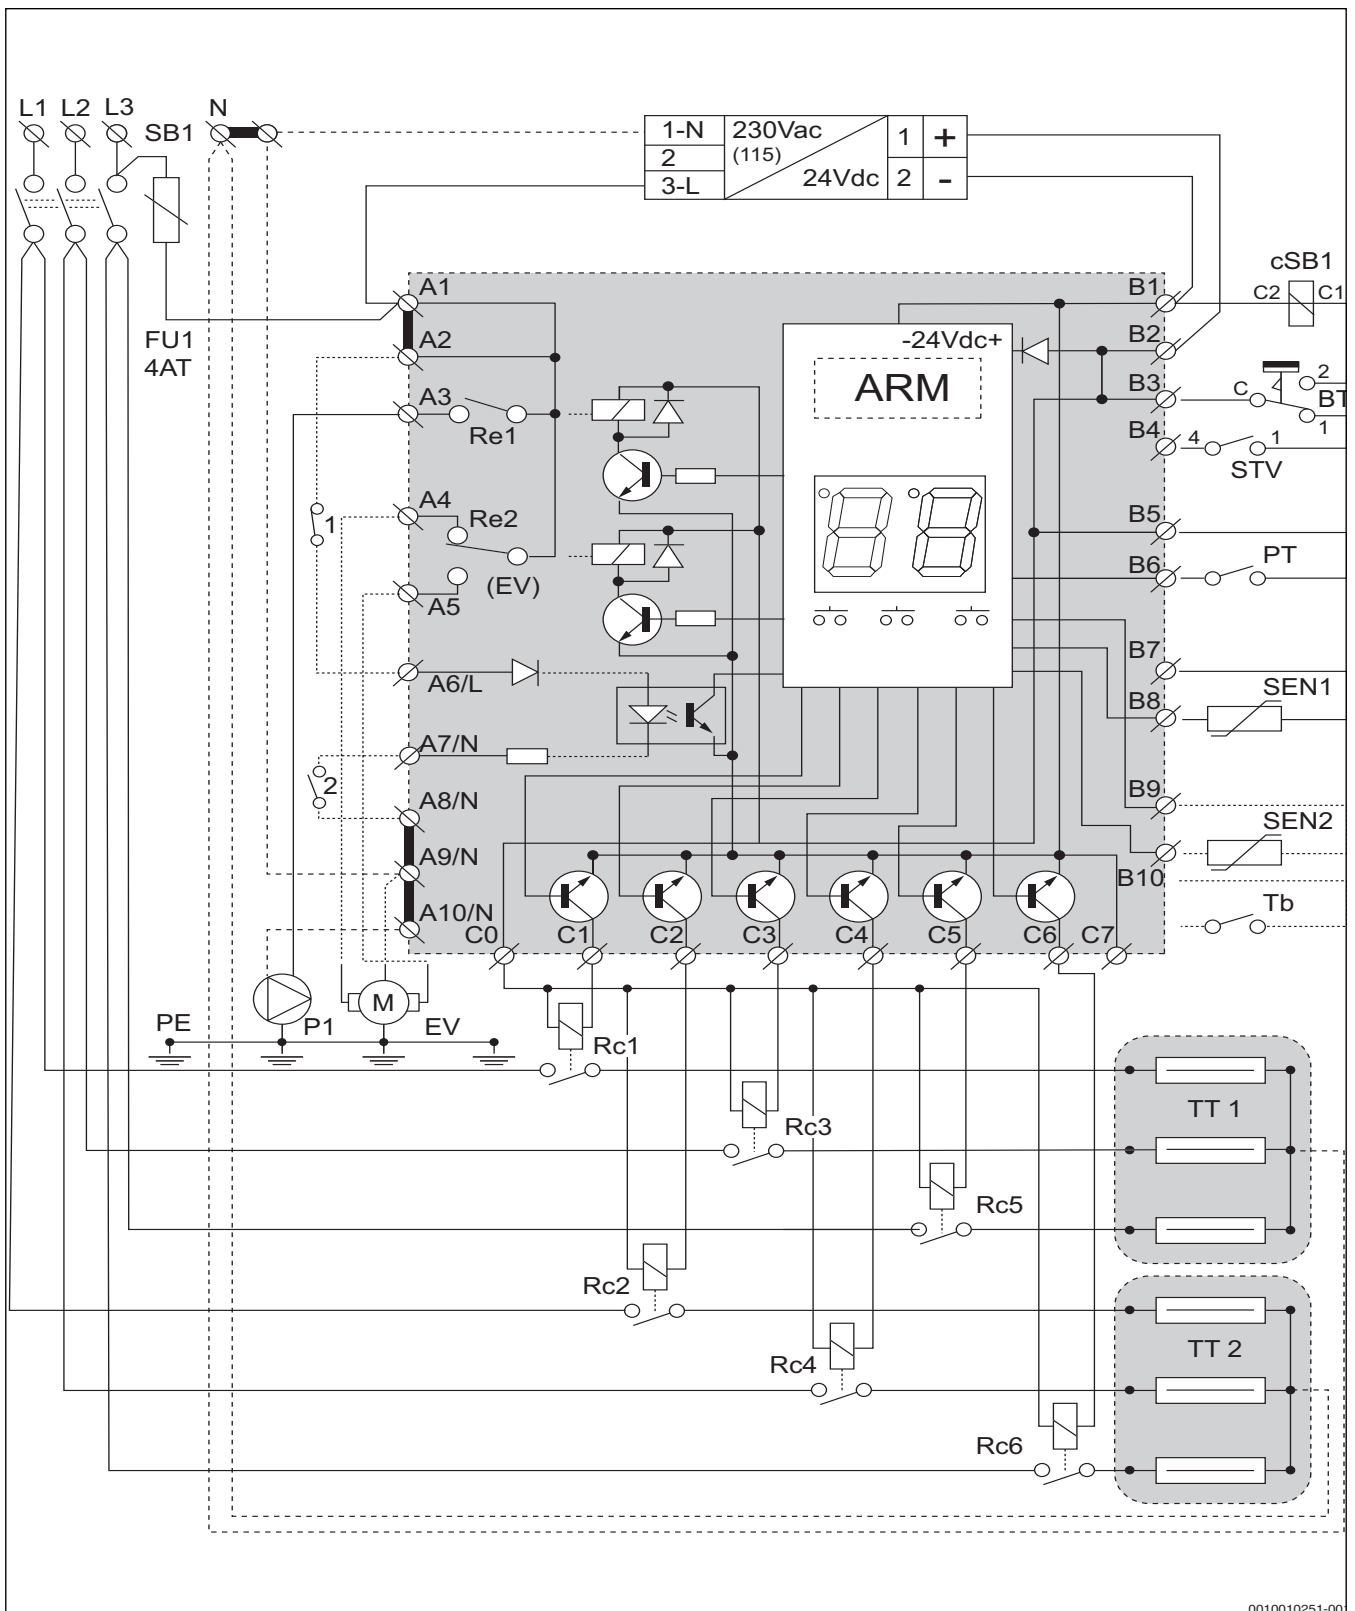 L1 L2 L3 SB1 N
1-N 230Vac 1 +
2 (115)
3-L 24Vdc 2 -
cSB1
C2 C1
A1 B1
FU1
4AT
A2 B2
-24Vdc+
ARM
A3 B3
C 2
BT
1
Re1
B4 4 1
STV
A4 Re2
1
B5
PT
B6
(EV)
A5
B7
A6/L
SEN1
B8
A7/N
2
A8/N
B9
SEN2
A9/N
B10
A10/N
Tb
C0 C1 C2 C3 C4 C5 C6 C7
PE P1 M EV
Rc1
TT 1
Rc3
Rc5
Rc2
TT 2
Rc4
Rc6
0010010251-001